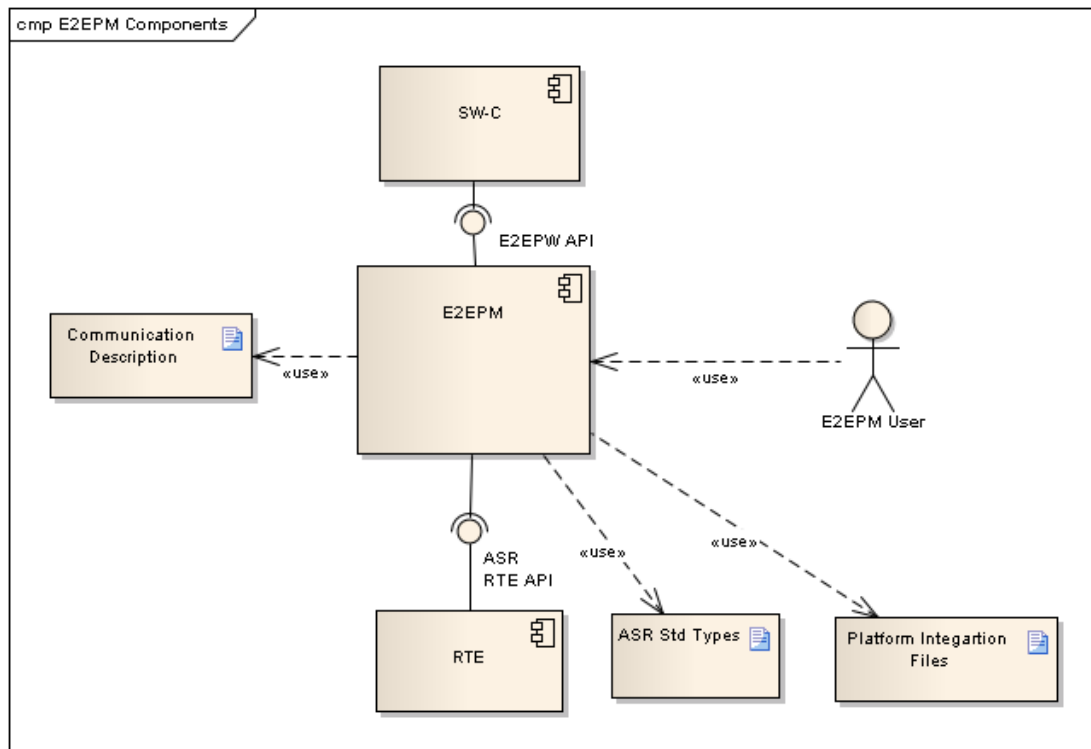 cmp E2EPM Components
SW-C
E2EPW API
E2EPM
Communication
Description
«use»
«use»
E2EPM User
ASR
RTE API
«use»
«use»
RTE
ASR Std Types
Platform Integartion
Files